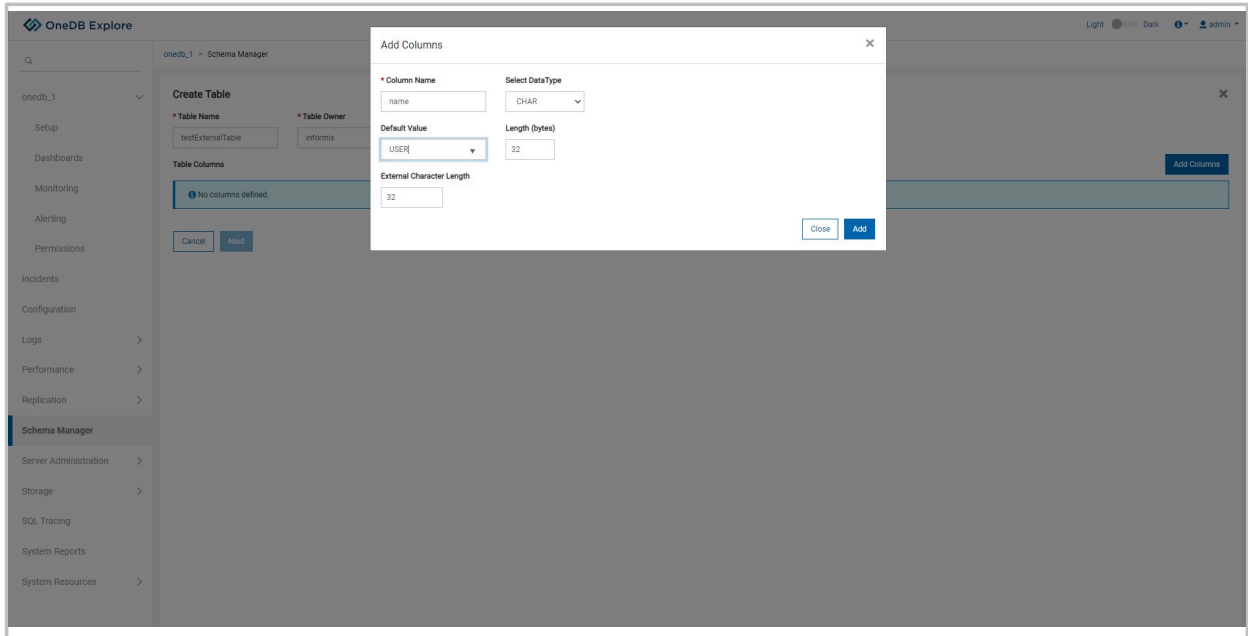 OneDB Explore
Light Dark admin
onedb_1 > Schema Manager
onedb_1
Setup
Dashboards
Monitoring
Alerting
Permissions
Incidents
Configuration
Logs
Performance
Replication
Schema Manager
Server Administration
Storage
SQL Tracing
System Reports
System Resources
Create Table
* Table Name * Table Owner
testExternalTable informix
Table Columns
Add Columns
No columns defined.
Cancel Next
Add Columns
* Column Name Select DataType
name CHAR
Default Value Length (bytes)
USER 32
External Character Length
32
Close Add